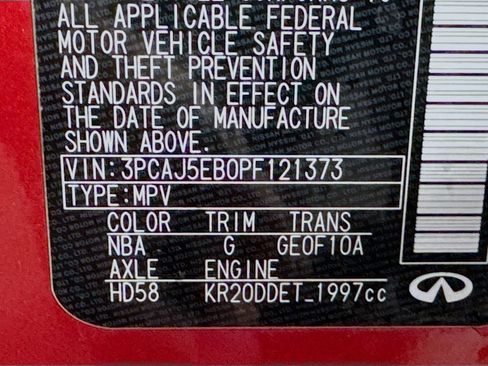 ALL APPLICABLE FEDERAL
MOTOR VEHICLE SAFETY
AND THEFT PREVENTION
STANDARDS IN EFFECT ON
THE DATE OF MANUFACTURE
SHOWN ABOVE.
VIN:3PCAJ5EB0PF121373
TYPE:MPV
COLOR TRIM TRANS
NBA G GE0F10A
AXLE ENGINE
HD58 KR20DDET_1997cc